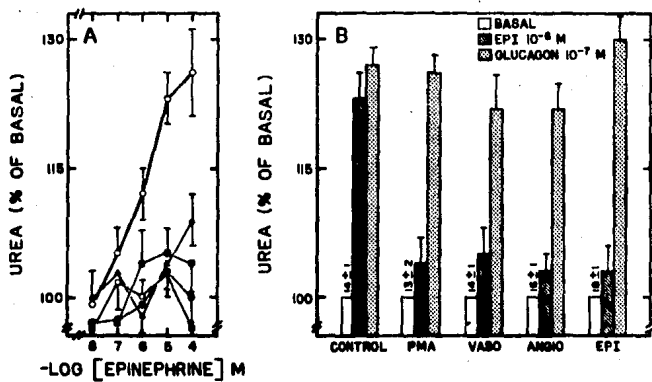 A
UREA (% OF BASAL)
130
115
100
8 7 6 5 4
-LOG [EPINEPHRINE] M
B
BASAL
EPI 10-6 M
GLUCAGON 10-7 M
UREA (% OF BASAL)
130
115
100
14 ± 1
13 ± 2
14 ± 1
16 ± 1
18 ± 1
CONTROL PMA VASO ANGIO EPI